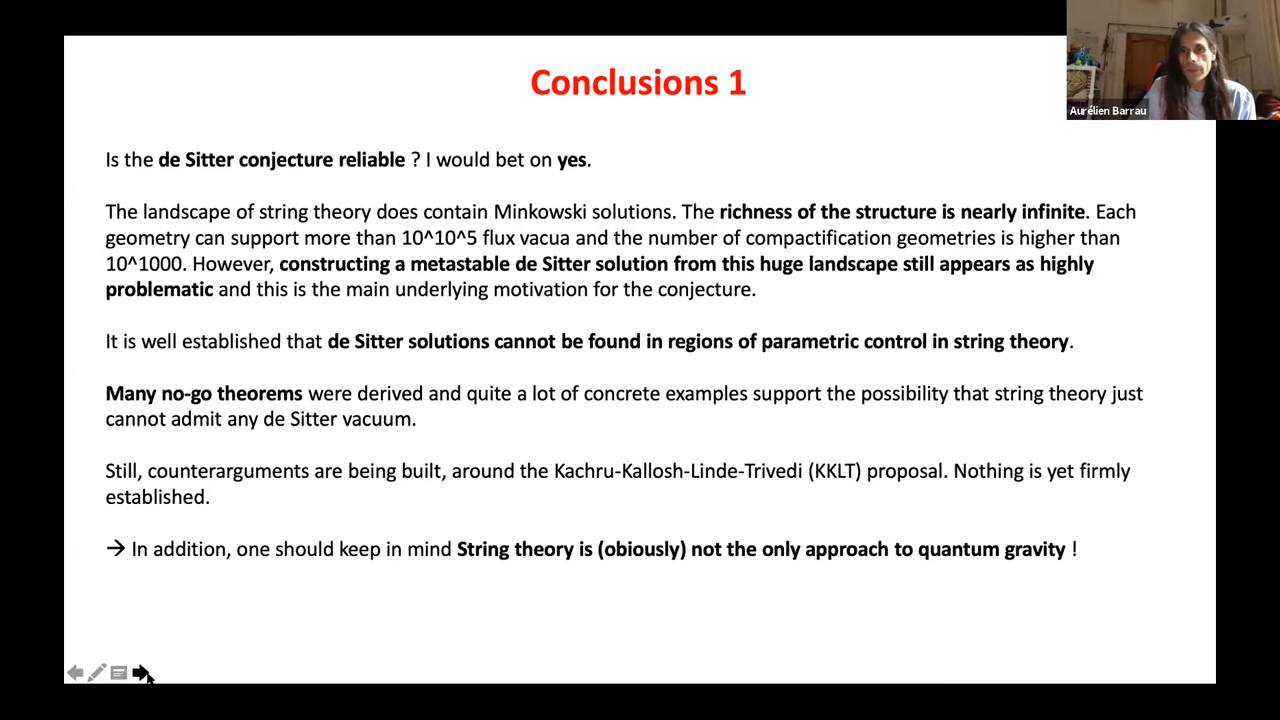 Conclusions 1
Aurélien Barrau
Is the de Sitter conjecture reliable ? I would bet on yes.
The landscape of string theory does contain Minkowski solutions. The richness of the structure is nearly infinite. Each
geometry can support more than 10^10^5 flux vacua and the number of compactification geometries is higher than
10^1000. However, constructing a metastable de Sitter solution from this huge landscape still appears as highly
problematic and this is the main underlying motivation for the conjecture.
It is well established that de Sitter solutions cannot be found in regions of parametric control in string theory.
Many no-go theorems were derived and quite a lot of concrete examples support the possibility that string theory just
cannot admit any de Sitter vacuum.
Still, counterarguments are being built, around the Kachru-Kallosh-Linde-Trivedi (KKLT) proposal. Nothing is yet firmly
established.
→ In addition, one should keep in mind String theory is (obiously) not the only approach to quantum gravity !